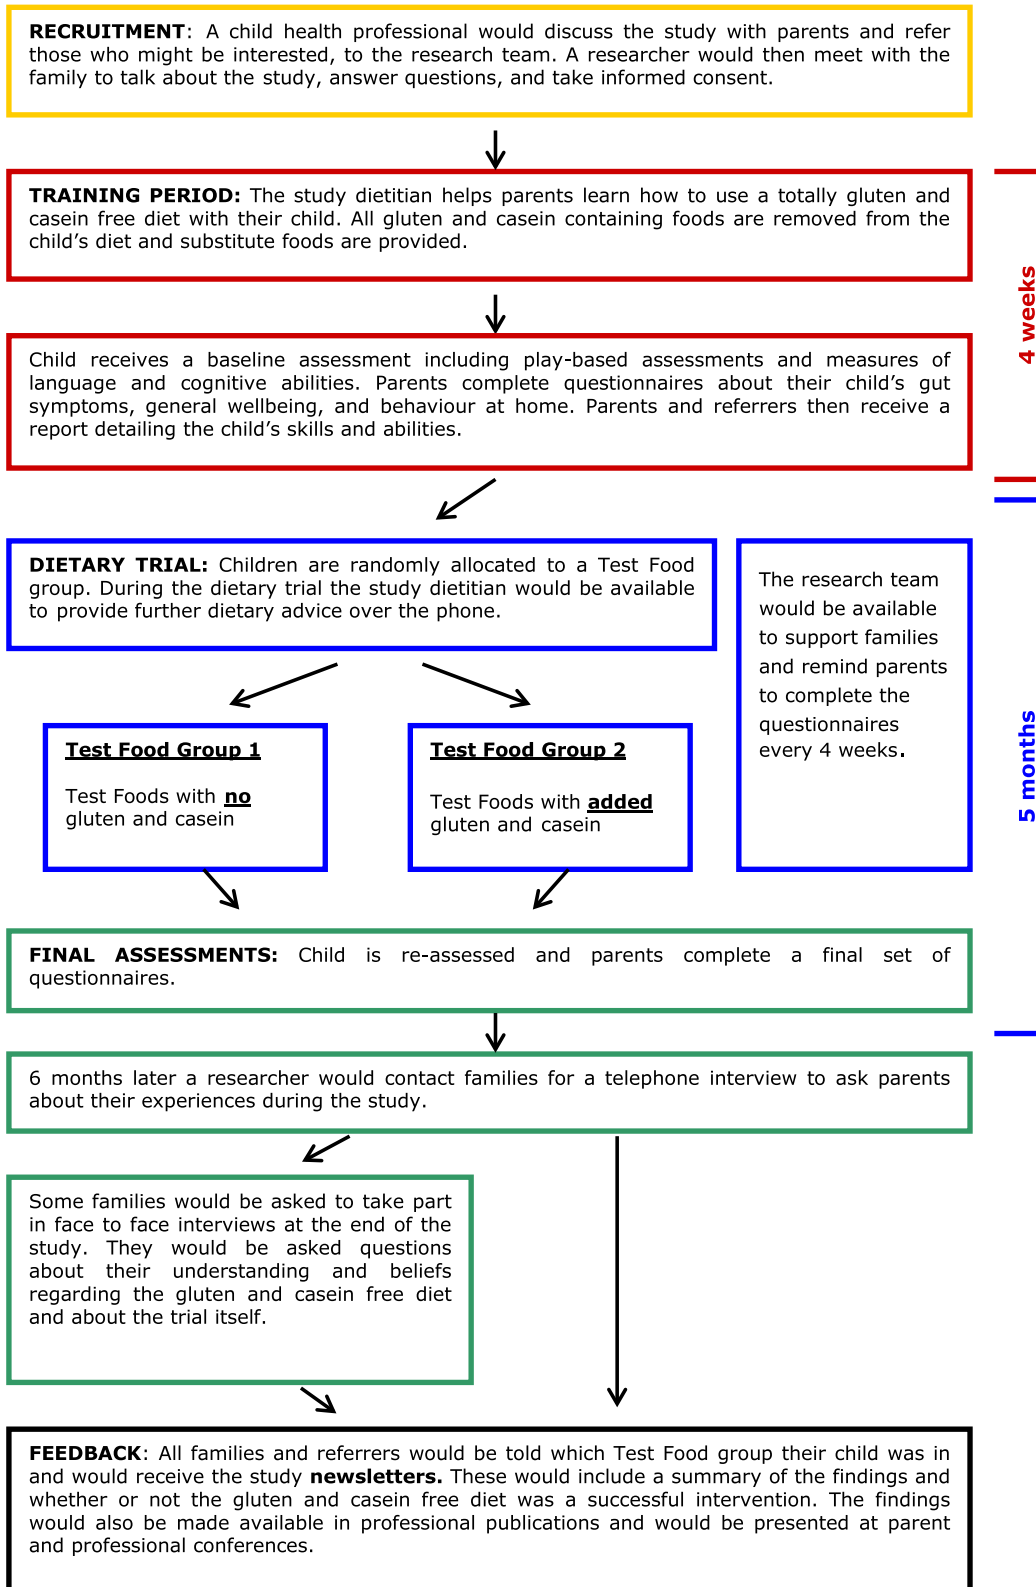 RECRUITMENT: A child health professional would discuss the study with parents and refer
those who might be interested, to the research team. A researcher would then meet with the
family to talk about the study, answer questions, and take informed consent.
TRAINING PERIOD: The study dietitian helps parents learn how to use a totally gluten and
casein free diet with their child. All gluten and casein containing foods are removed from the
child's diet and substitute foods are provided.
4 weeks
Child receives a baseline assessment including play-based assessments and measures of
language and cognitive abilities. Parents complete questionnaires about their child's gut
symptoms, general wellbeing, and behaviour at home. Parents and referrers then receive a
report detailing the child's skills and abilities.
DIETARY TRIAL: Children are randomly allocated to a Test Food
group. During the dietary trial the study dietitian would be available
to provide further dietary advice over the phone.
The research team
would be available
to support families
and remind parents
to complete the
questionnaires
every 4 weeks.
5 months
Test Food Group 1
Test Foods with no
gluten and casein
Test Food Group 2
Test Foods with added
gluten and casein
FINAL ASSESSMENTS: Child is re-assessed and parents complete a final set of
questionnaires.
6 months later a researcher would contact families for a telephone interview to ask parents
about their experiences during the study.
Some families would be asked to take part
in face to face interviews at the end of the
study. They would be asked questions
about their understanding and beliefs
regarding the gluten and casein free diet
and about the trial itself.
FEEDBACK: All families and referrers would be told which Test Food group their child was in
and would receive the study newsletters. These would include a summary of the findings and
whether or not the gluten and casein free diet was a successful intervention. The findings
would also be made available in professional publications and would be presented at parent
and professional conferences.